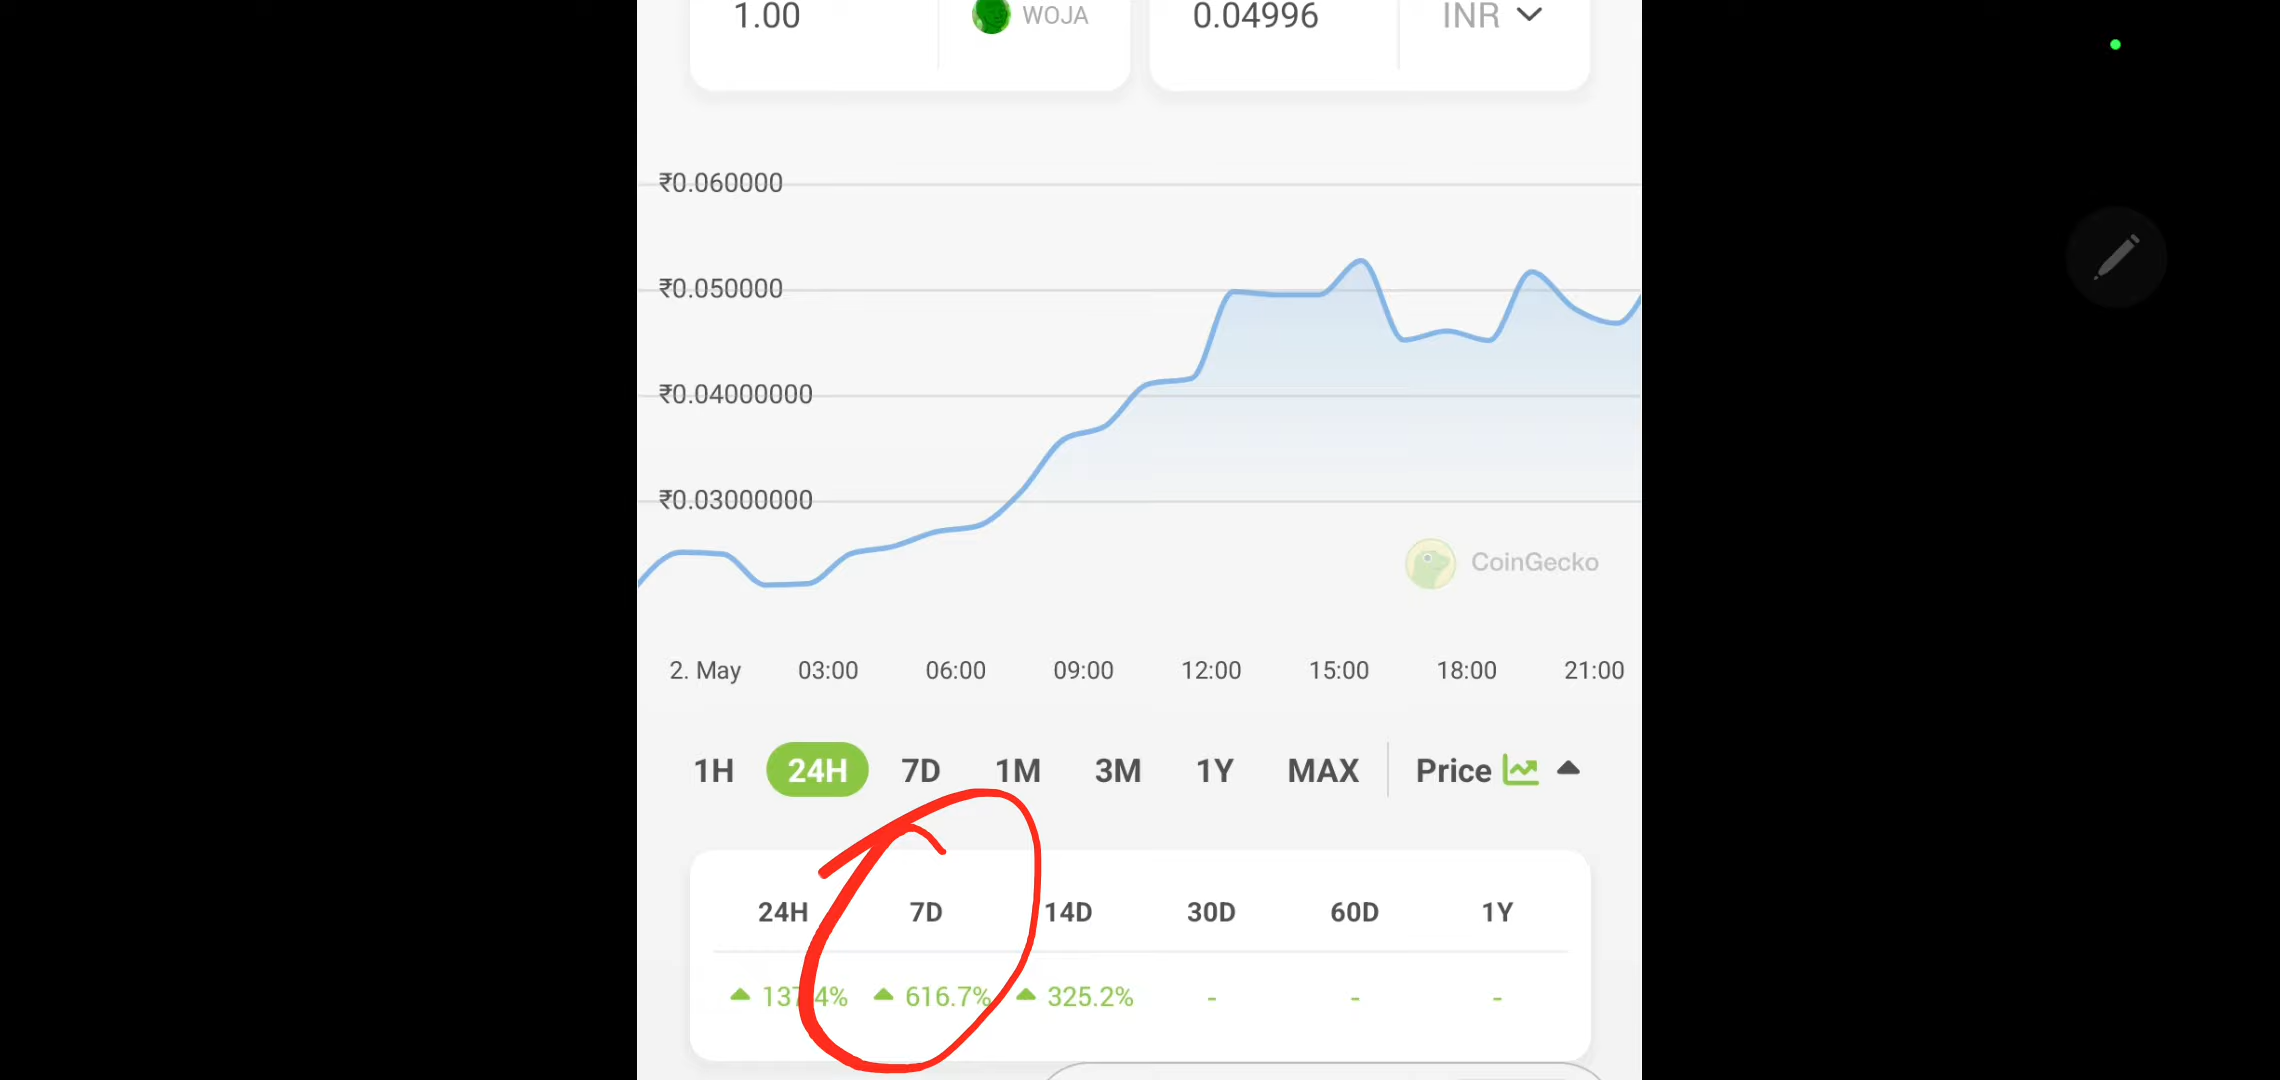 1.00 WOJA 0.04996 INR
₹0.060000
₹0.050000
₹0.04000000
₹0.03000000
CoinGecko
2. May 03:00 06:00 09:00 12:00 15:00 18:00 21:00
1H 24H 7D 1M 3M 1Y MAX Price
24H 7D 14D 30D 60D 1Y
137.4% 616.7% 325.2% - - -